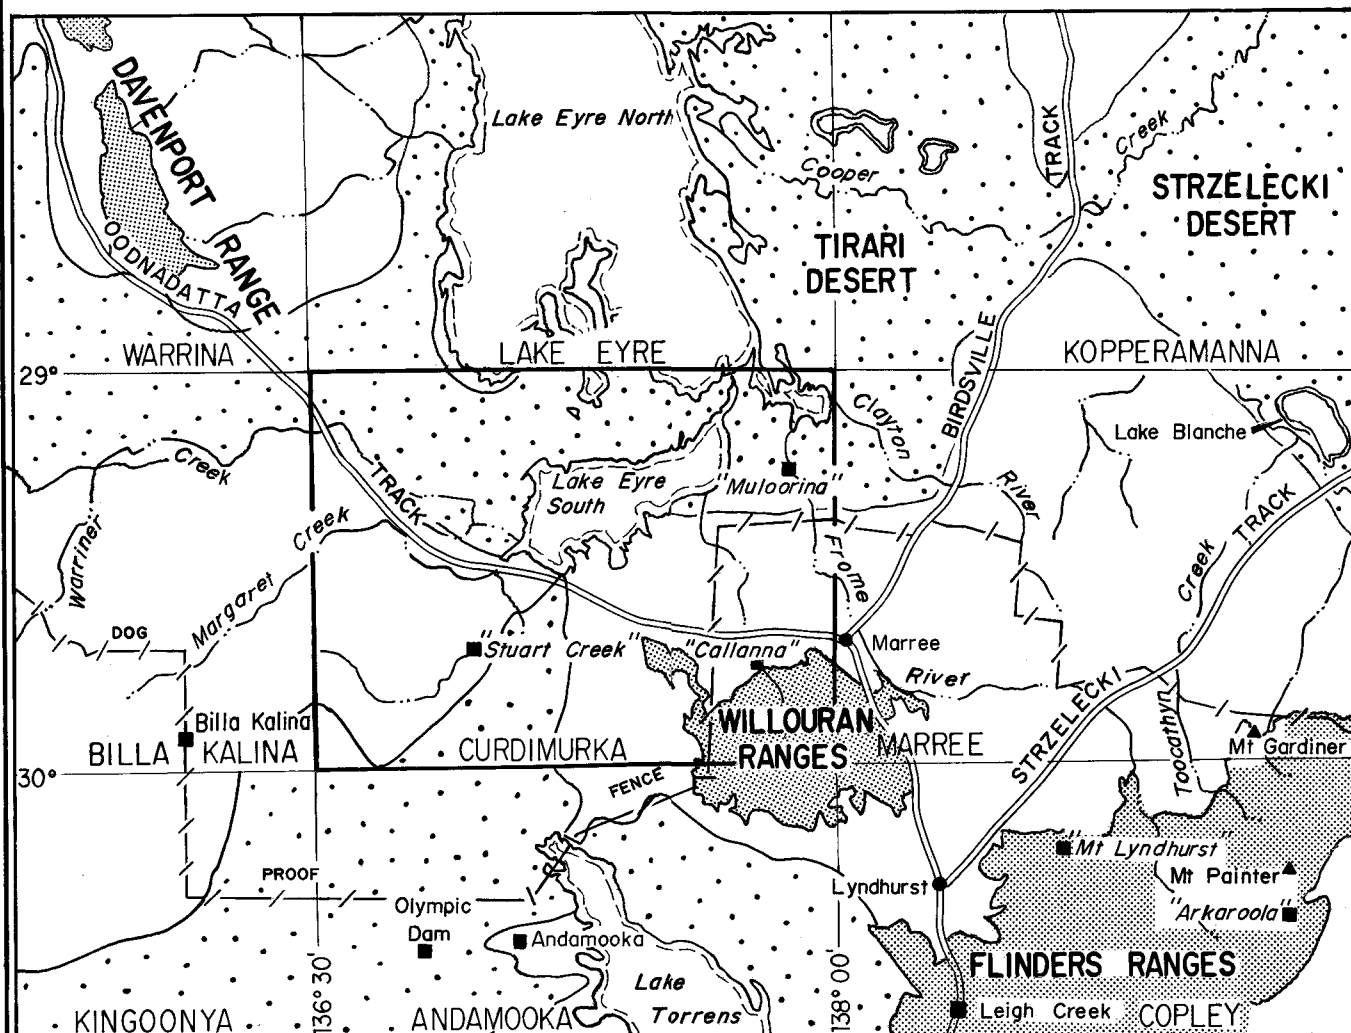 DAVENPORT
RANGE
Lake Eyre North
TRACK
Creek
Cooper
STRZELECKI
DESERT
TIRARI
DESERT
OODNADATTA
WARRINA
LAKE EYRE
BIRDSVILLE
KOPPERAMANNA
29°
Clayton
Lake Blanche
Creek
TRACK
Lake Eyre
South
"Muloorina"
River
TRACK
Warriner
Creek
Margaret
Frome
Creek
DOG
"Stuart Creek"
"Callanna"
Marree
River
STRZELECKI
Toocathyn
Billa Kalina
BILLA KALINA
CURDIMURKA
WILLOURAN
RANGES
MARREE
Mt Gardiner
30°
FENCE
"Mt Lyndhurst"
PROOF
Lyndhurst
Mt Painter
Olympic
Dam
"Arkaroola"
Andamooka
FLINDERS RANGES
Lake
Torrens
136° 30'
138° 00'
Leigh Creek
KINGOONYA
ANDAMOOKA
COPLEY